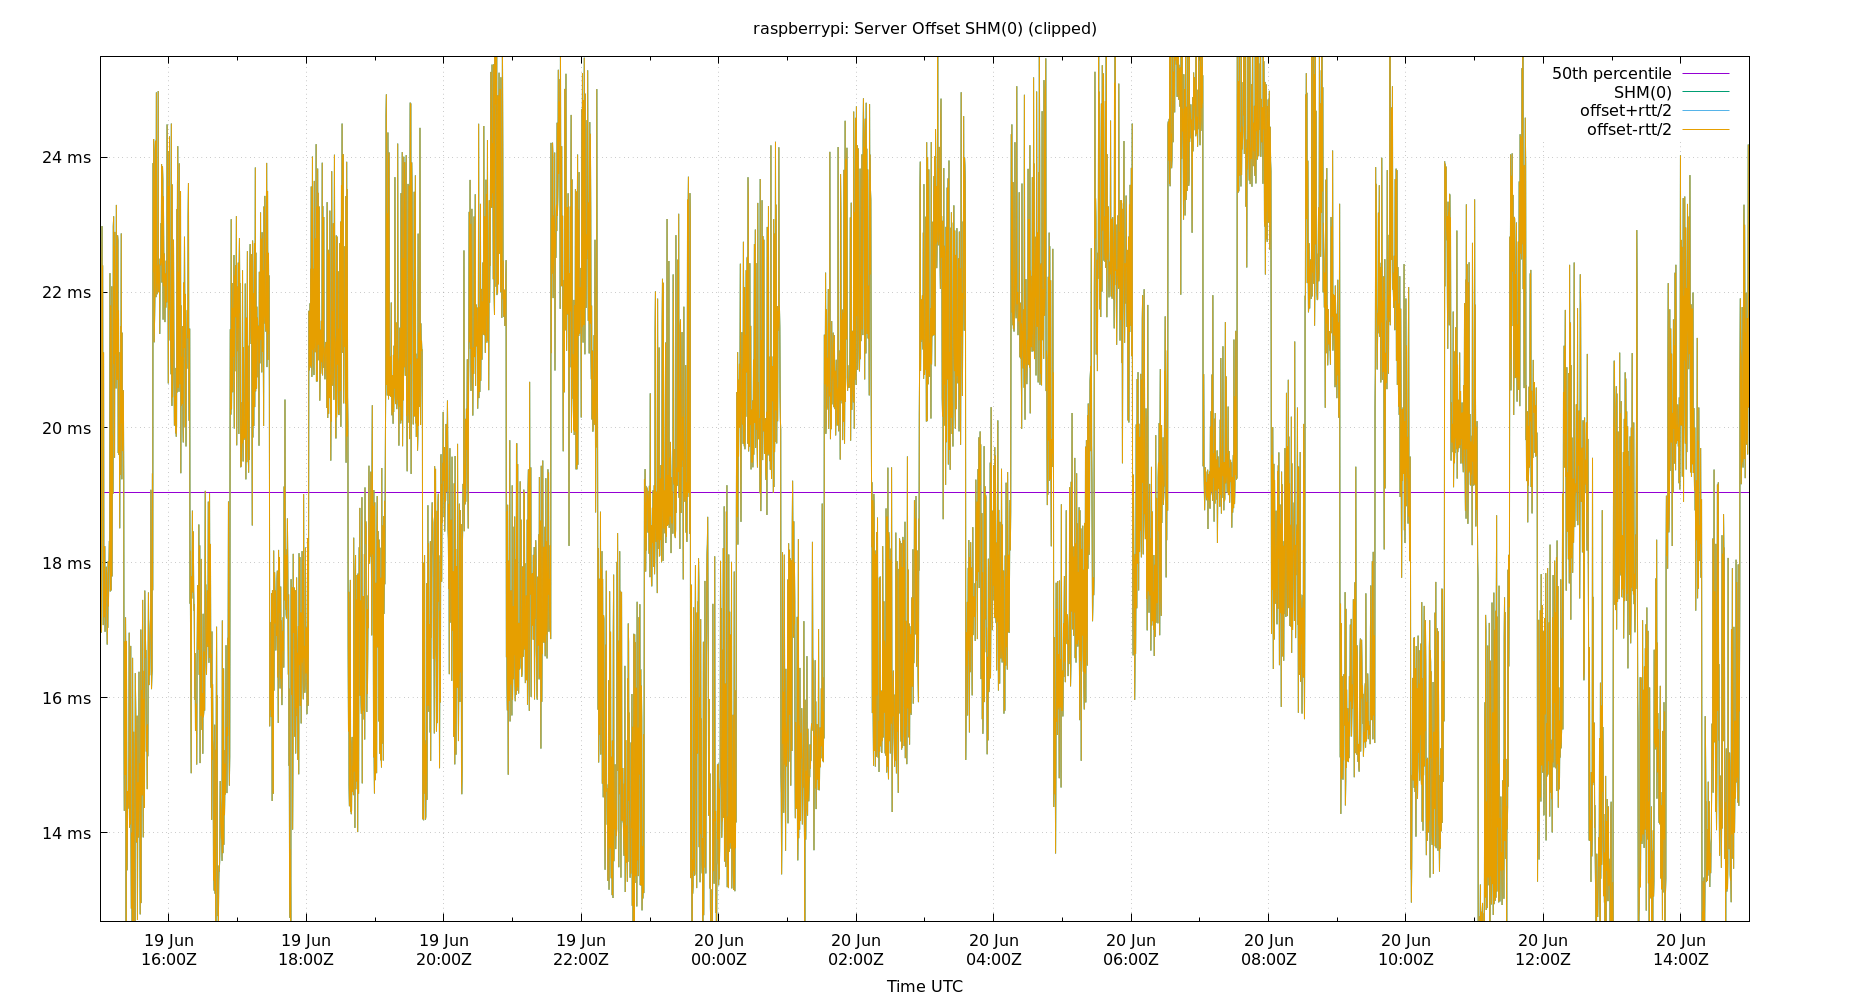 raspberrypi: Server Offset SHM(0) (clipped)
50th percentile
SHM(0)
offset+rtt/2
offset-rtt/2
24 ms
22 ms
20 ms
18 ms
16 ms
14 ms
19 Jun 19 Jun 19 Jun 19 Jun 20 Jun 20 Jun 20 Jun 20 Jun 20 Jun 20 Jun 20 Jun 20 Jun
16:00Z 18:00Z 20:00Z 22:00Z 00:00Z 02:00Z 04:00Z 06:00Z 08:00Z 10:00Z 12:00Z 14:00Z
Time UTC